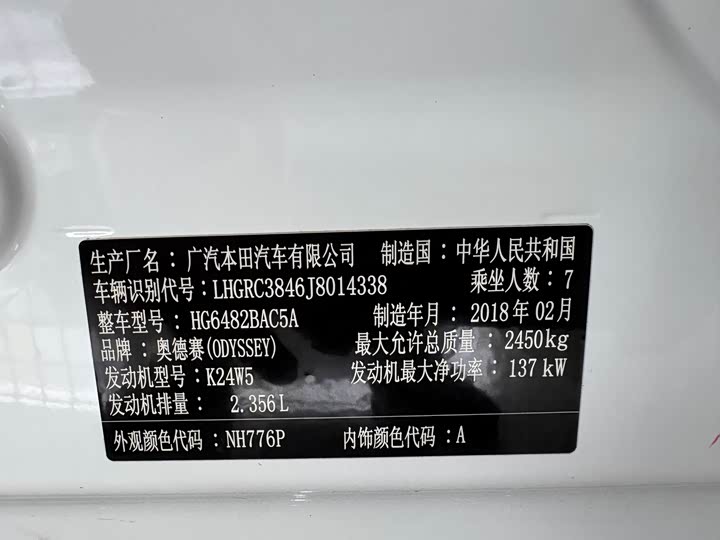 生产厂名：广汽本田汽车有限公司 制造国：中华人民共和国
车辆识别代号：LHGRC3846J8014338 乘坐人数：7
整车型号：HG6482BAC5A 制造年月：2018年02月
品牌：奥德赛(ODYSSEY) 最大允许总质量：2450kg
发动机型号：K24W5 发动机最大净功率：137kW
发动机排量：2.356L
外观颜色代码：NH776P 内饰颜色代码：A